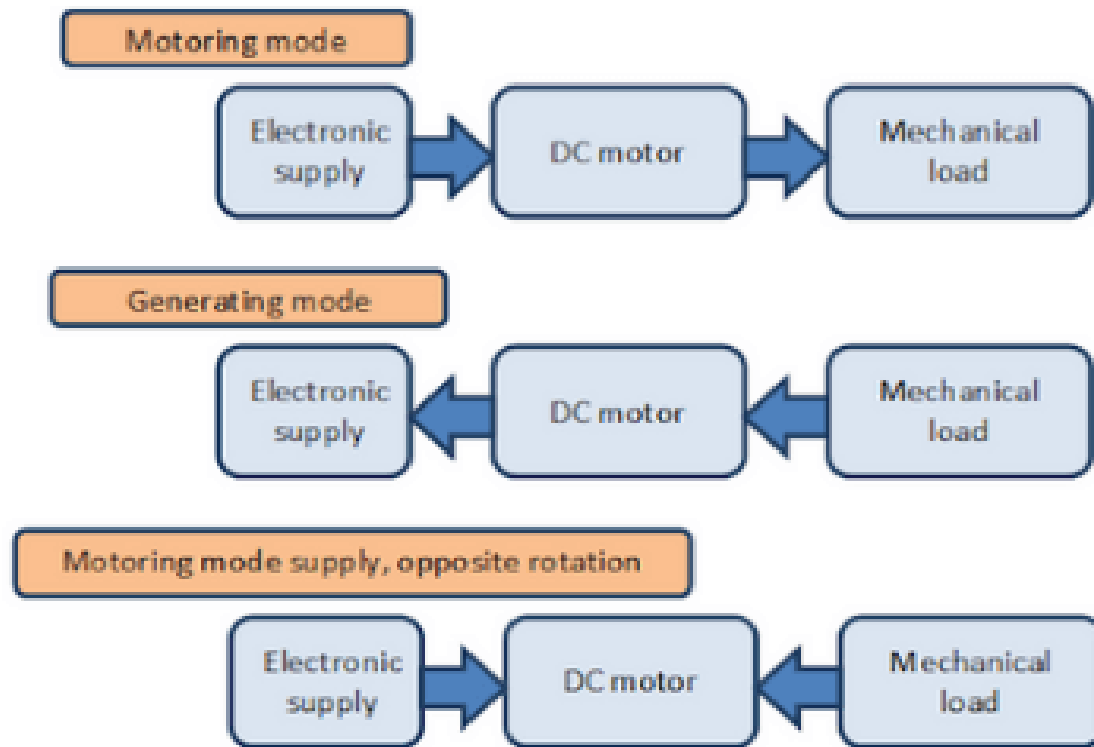 Motoring mode
Electronic
supply
DC motor
Mechanical
load
Generating mode
Electronic
supply
DC motor
Mechanical
load
Motoring mode supply, opposite rotation
Electronic
supply
DC motor
Mechanical
load